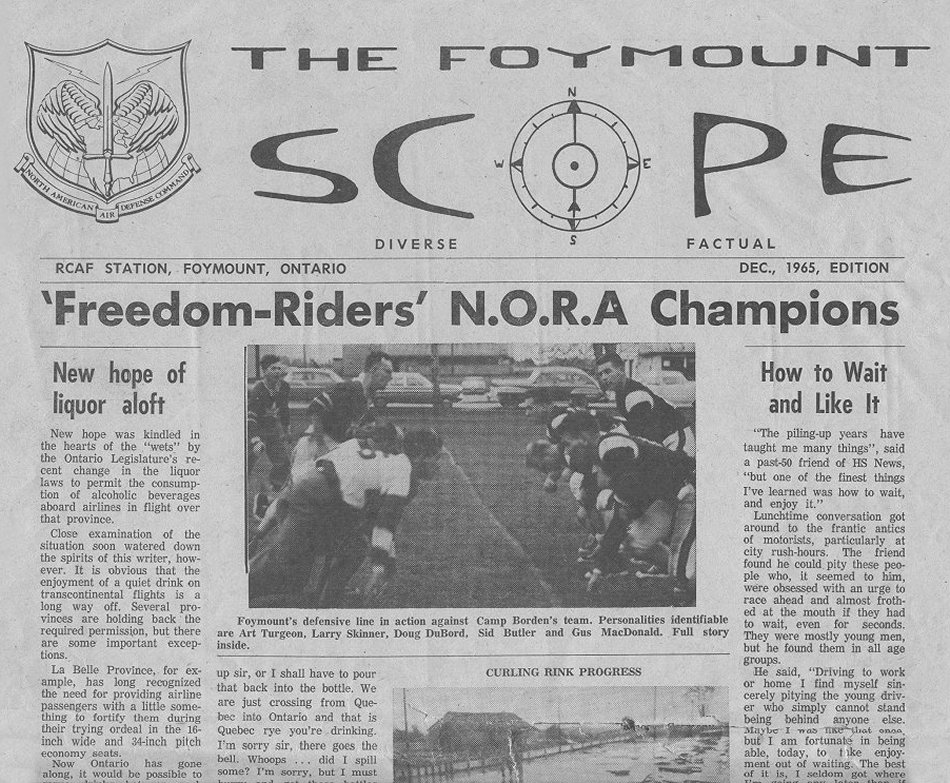 THE FOYMOUNT
SCOPE
N
W
E
S
NORTH AMERICAN AIR DEFENSE COMMAND
DIVERSE FACTUAL
RCAF STATION, FOYMOUNT, ONTARIO DEC., 1965, EDITION
'Freedom-Riders' N.O.R.A Champions
New hope of
liquor aloft
New hope was kindled in
the hearts of the "wets" by
the Ontario Legislature's re-
cent change in the liquor
laws to permit the consump-
tion of alcoholic beverages
aboard airlines in flight over
that province.
Close examination of the
situation soon watered down
the spirits of this writer, how-
ever. It is obvious that the
enjoyment of a quiet drink on
transcontinental flights is a
long way off. Several pro-
vinces are holding back the
required permission, but there
are some important excep-
tions.
La Belle Province, for ex-
ample, has long recognized
the need for providing airline
passengers with a little some-
thing to fortify them during
their trying ordeal in the 16-
inch wide and 34-inch pitch
economy seats.
Now Ontario has gone
along, it would be possible to
Foymount's defensive line in action against Camp Borden's team. Personalities identifiable
are Art Turgeon, Larry Skinner, Doug DuBord, Sid Butler and Gus MacDonald. Full story
inside.
up sir, or I shall have to pour
that back into the bottle. We
are just crossing from Que-
bec into Ontario and that is
Quebec rye you're drinking.
I'm sorry sir, there goes the
bell. Whoops . . . did I spill
some? I'm sorry, but I must
CURLING RINK PROGRESS
How to Wait
and Like It
"The piling-up years have
taught me many things", said
a past-50 friend of HS News,
"but one of the finest things
I've learned was how to wait,
and enjoy it."
Lunchtime conversation got
around to the frantic antics
of motorists, particularly at
city rush-hours. The friend
found he could pity these peo-
ple who, it seemed to him,
were obsessed with an urge to
race ahead and almost froth-
ed at the mouth if they had
to wait, even for seconds.
They were mostly young men,
but he found them in all age
groups.
He said, "Driving to work
or home I find myself sin-
cerely pitying the young driv-
er who simply cannot stand
being behind anyone else.
Maybe I was like that once,
but I am fortunate in being
able, today, to take enjoy-
ment out of waiting. The best
of it is, I seldom got where